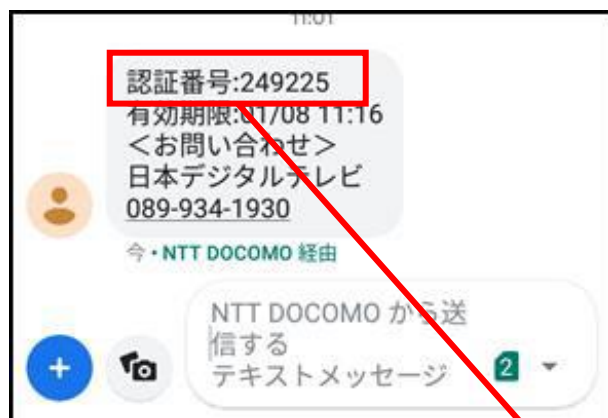 11:01
認証番号:249225
有効期限:01/08 11:16
＜お問い合わせ＞
日本デジタルテレビ
089-934-1930
今・NTT DOCOMO 経由
NTT DOCOMO から送
信する
テキストメッセージ
2